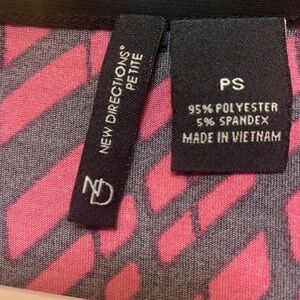 NEW DIRECTIONS®
PETITE
ND
PS
95% POLYESTER
5% SPANDEX
MADE IN VIETNAM